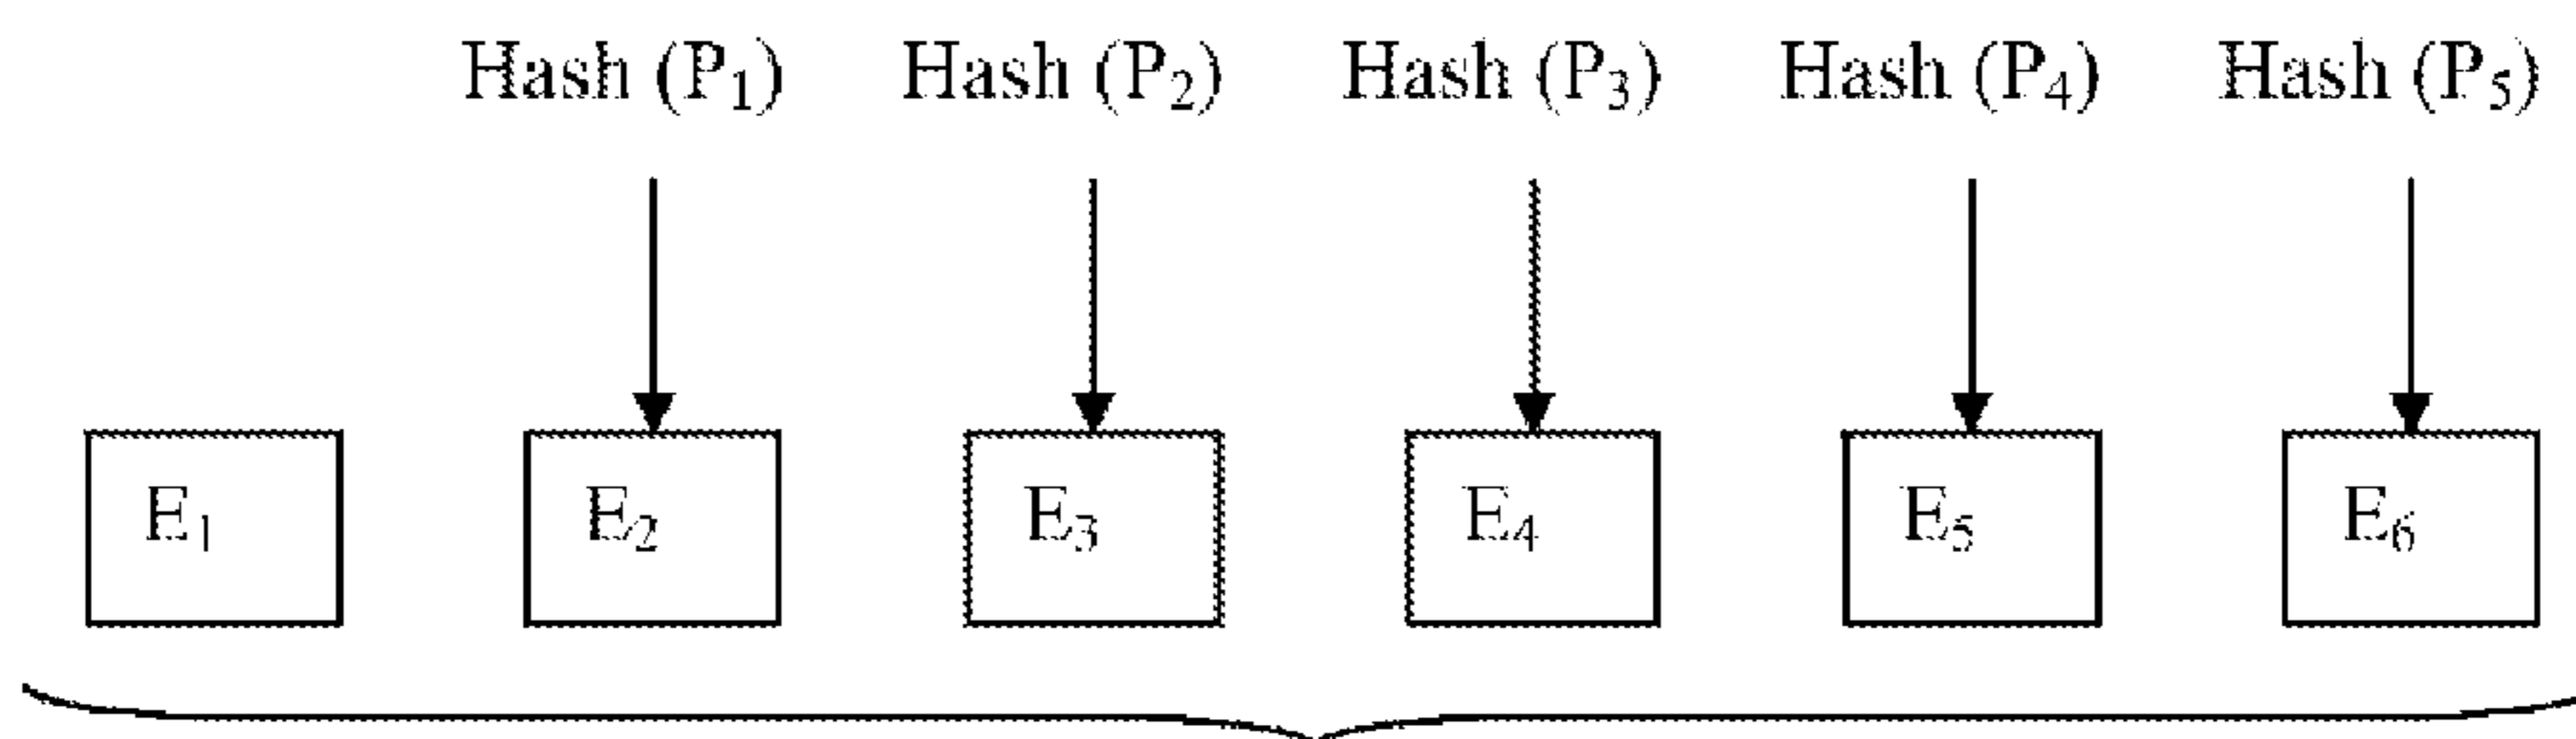 Hash (P₁) Hash (P₂) Hash (P₃) Hash (P₄) Hash (P₅)
E₁ E₂ E₃ E₄ E₅ E₆